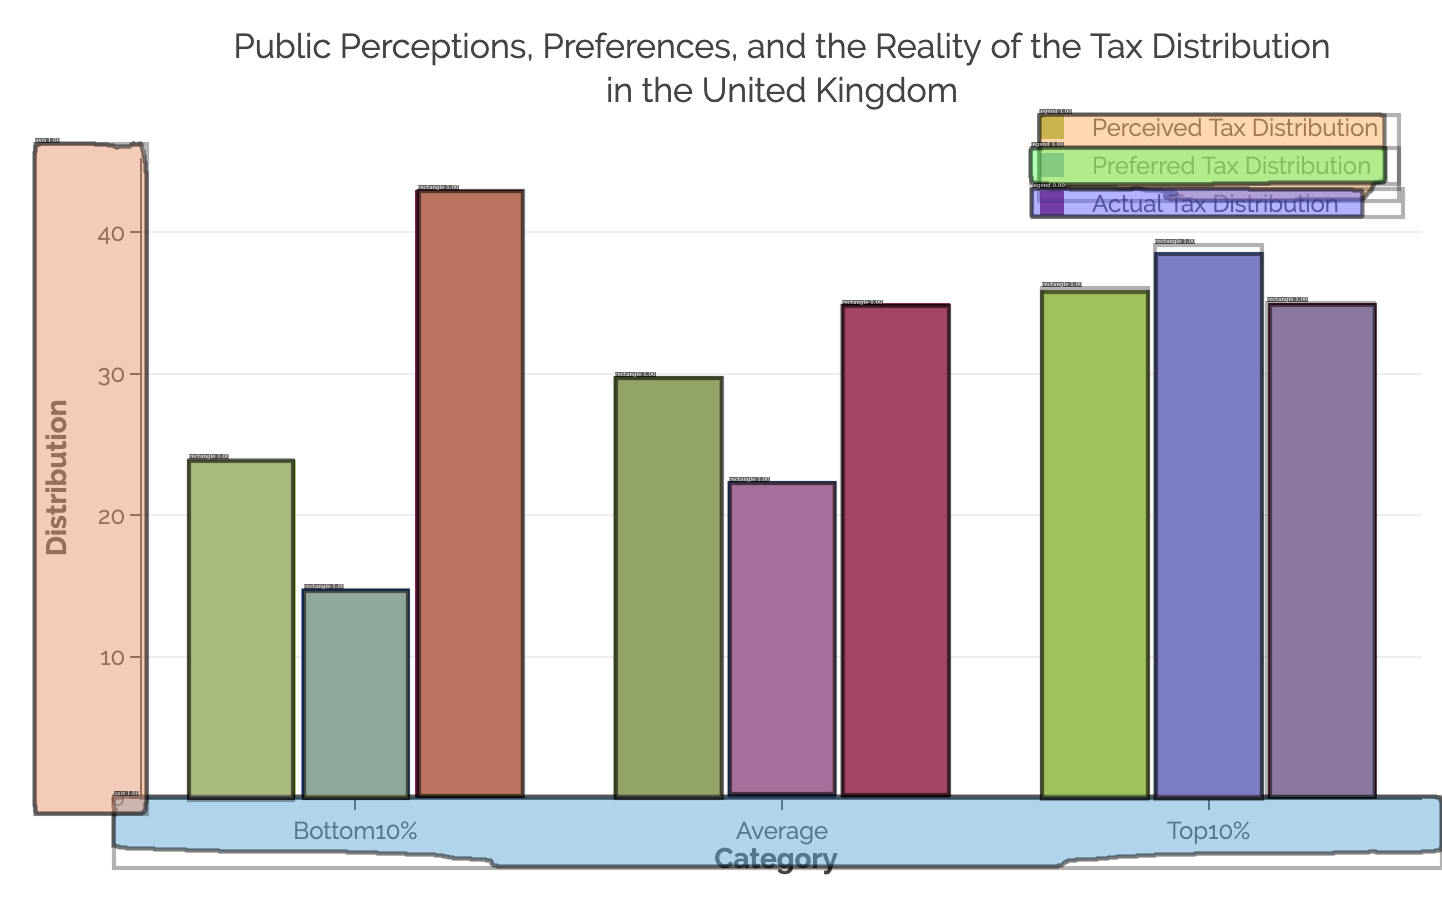 Public Perceptions, Preferences, and the Reality of the Tax Distribution
in the United Kingdom
Perceived Tax Distribution
Preferred Tax Distribution
Actual Tax Distribution
Distribution
40
30
20
10
0
Bottom10%
Average
Top10%
Category